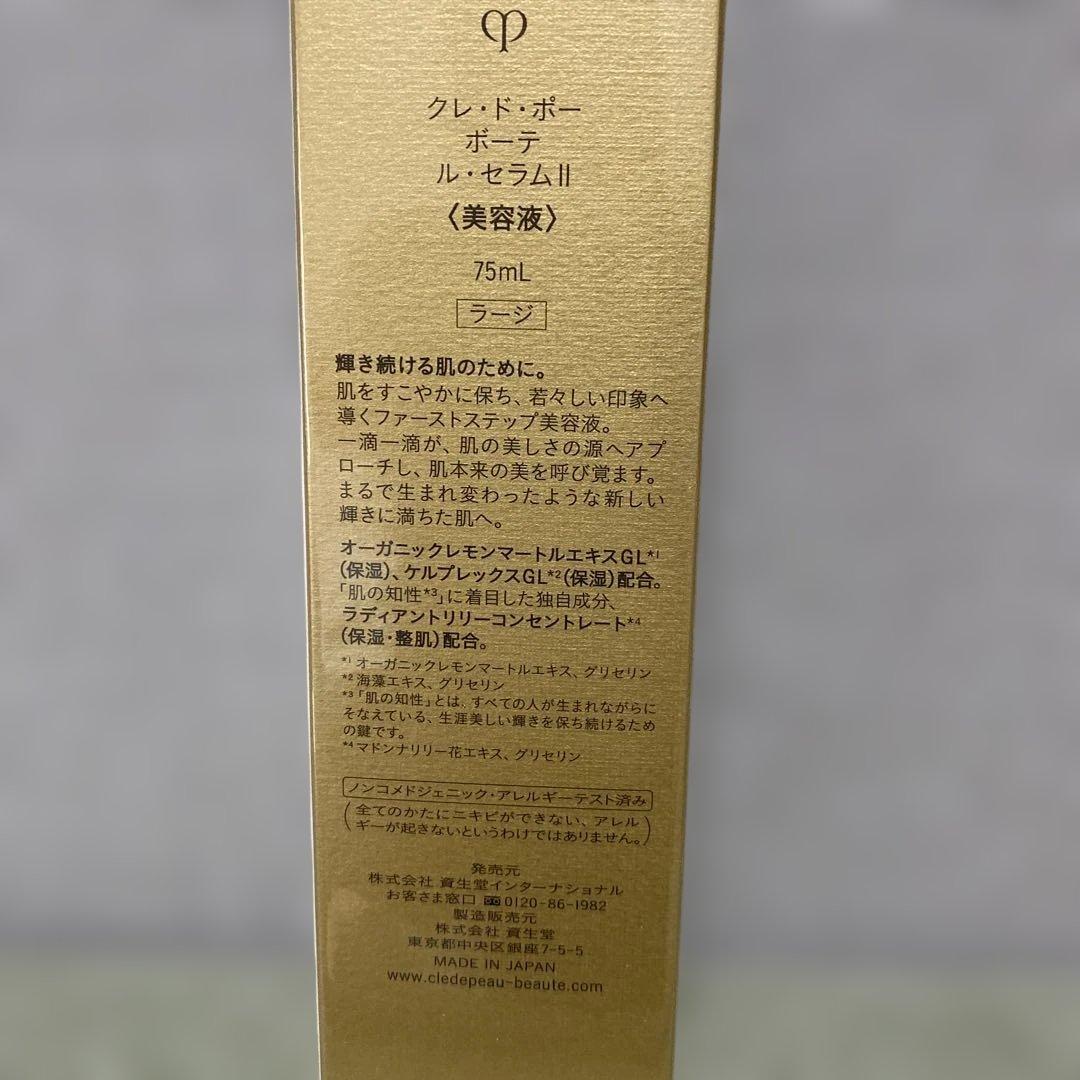 クレ・ド・ポー
ボーテ
ル・セラムII
〈美容液〉
75mL
ラージ
輝き続ける肌のために。
肌をすこやかに保ち、若々しい印象へ
導くファーストステップ美容液。
一滴一滴が、肌の美しさの源へアプ
ローチし、肌本来の美を呼び覚ます。
まるで生まれ変わったような新しい
輝きに満ちた肌へ。
オーガニックレモンマートルエキスGL*1
(保湿)、ケルプレックスGL*2(保湿)配合。
「肌の知性*3」に着目した独自成分、
ラディアントリリーコンセントレート*4
(保湿・整肌)配合。
*1 オーガニックレモンマートルエキス、グリセリン
*2 海藻エキス、グリセリン
*3「肌の知性」とは、すべての人が生まれながらに
そなえている、生涯美しい輝きを保ち続けるため
の鍵です。
*4 マドンナリリー花エキス、グリセリン
ノンコメドジェニック・アレルギーテスト済み
(全てのかたにニキビができない、アレル
ギーが起きないというわけではありません。)
発売元
株式会社 資生堂インターナショナル
お客さま窓口 0120-86-1982
製造販売元
株式会社 資生堂
東京都中央区銀座7-5-5
MADE IN JAPAN
www.cledepeau-beaute.com